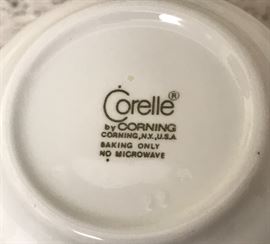 Corelle®
by CORNING
CORNING, N.Y., U.S.A.
BAKING ONLY
NO MICROWAVE